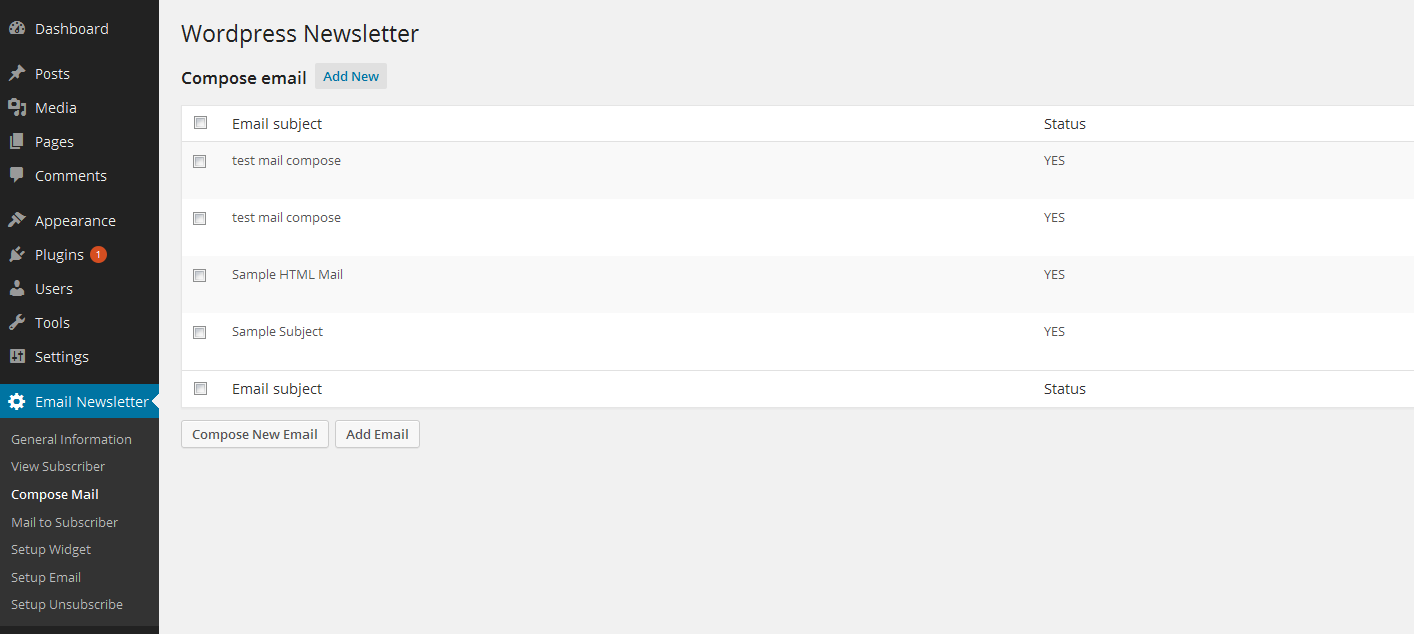 Dashboard
Posts
Media
Pages
Comments
Appearance
Plugins 1
Users
Tools
Settings
Email Newsletter
General Information
View Subscriber
Compose Mail
Mail to Subscriber
Setup Widget
Setup Email
Setup Unsubscribe
Wordpress Newsletter
Compose email Add New
Email subject Status
test mail compose YES
test mail compose YES
Sample HTML Mail YES
Sample Subject YES
Email subject Status
Compose New Email Add Email